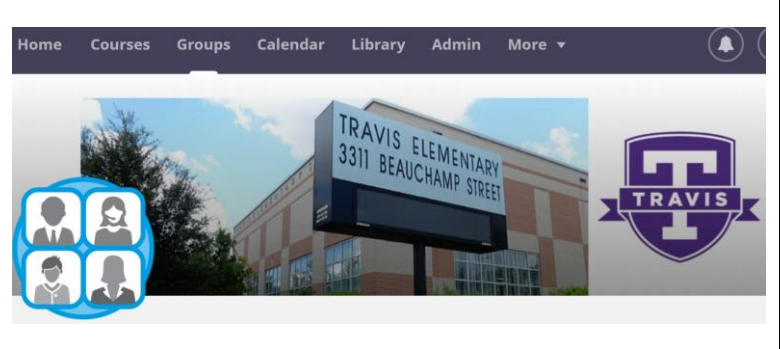 Home Courses Groups Calendar Library Admin More
TRAVIS ELEMENTARY
3311 BEAUCHAMP STREET
T
TRAVIS